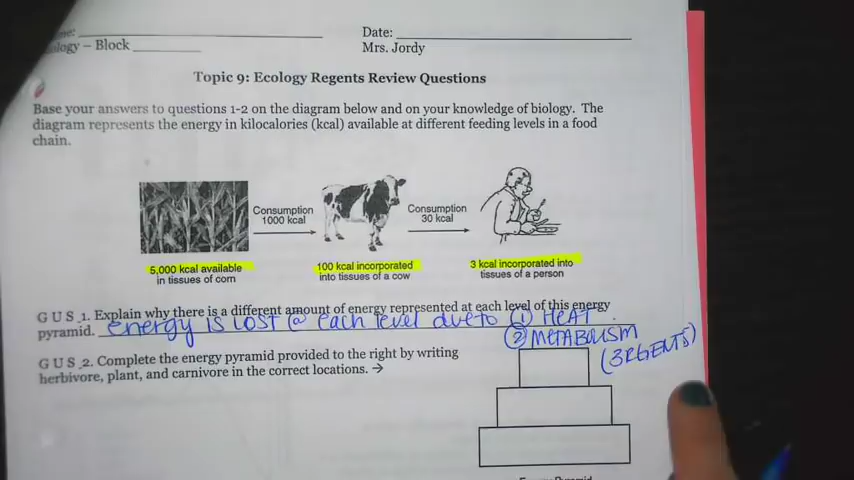 Date:
ology – Block
Mrs. Jordy
Topic 9: Ecology Regents Review Questions
Base your answers to questions 1-2 on the diagram below and on your knowledge of biology. The
diagram represents the energy in kilocalories (kcal) available at different feeding levels in a food
chain.
Consumption
1000 kcal
Consumption
30 kcal
5,000 kcal available
in tissues of corn
100 kcal incorporated
into tissues of a cow
3 kcal incorporated into
tissues of a person
G U S 1. Explain why there is a different amount of energy represented at each level of this energy
pyramid. energy is lost @ each level due to ① HEAT
② METABOLISM
(3RGENTS)
G U S 2. Complete the energy pyramid provided to the right by writing
herbivore, plant, and carnivore in the correct locations. →